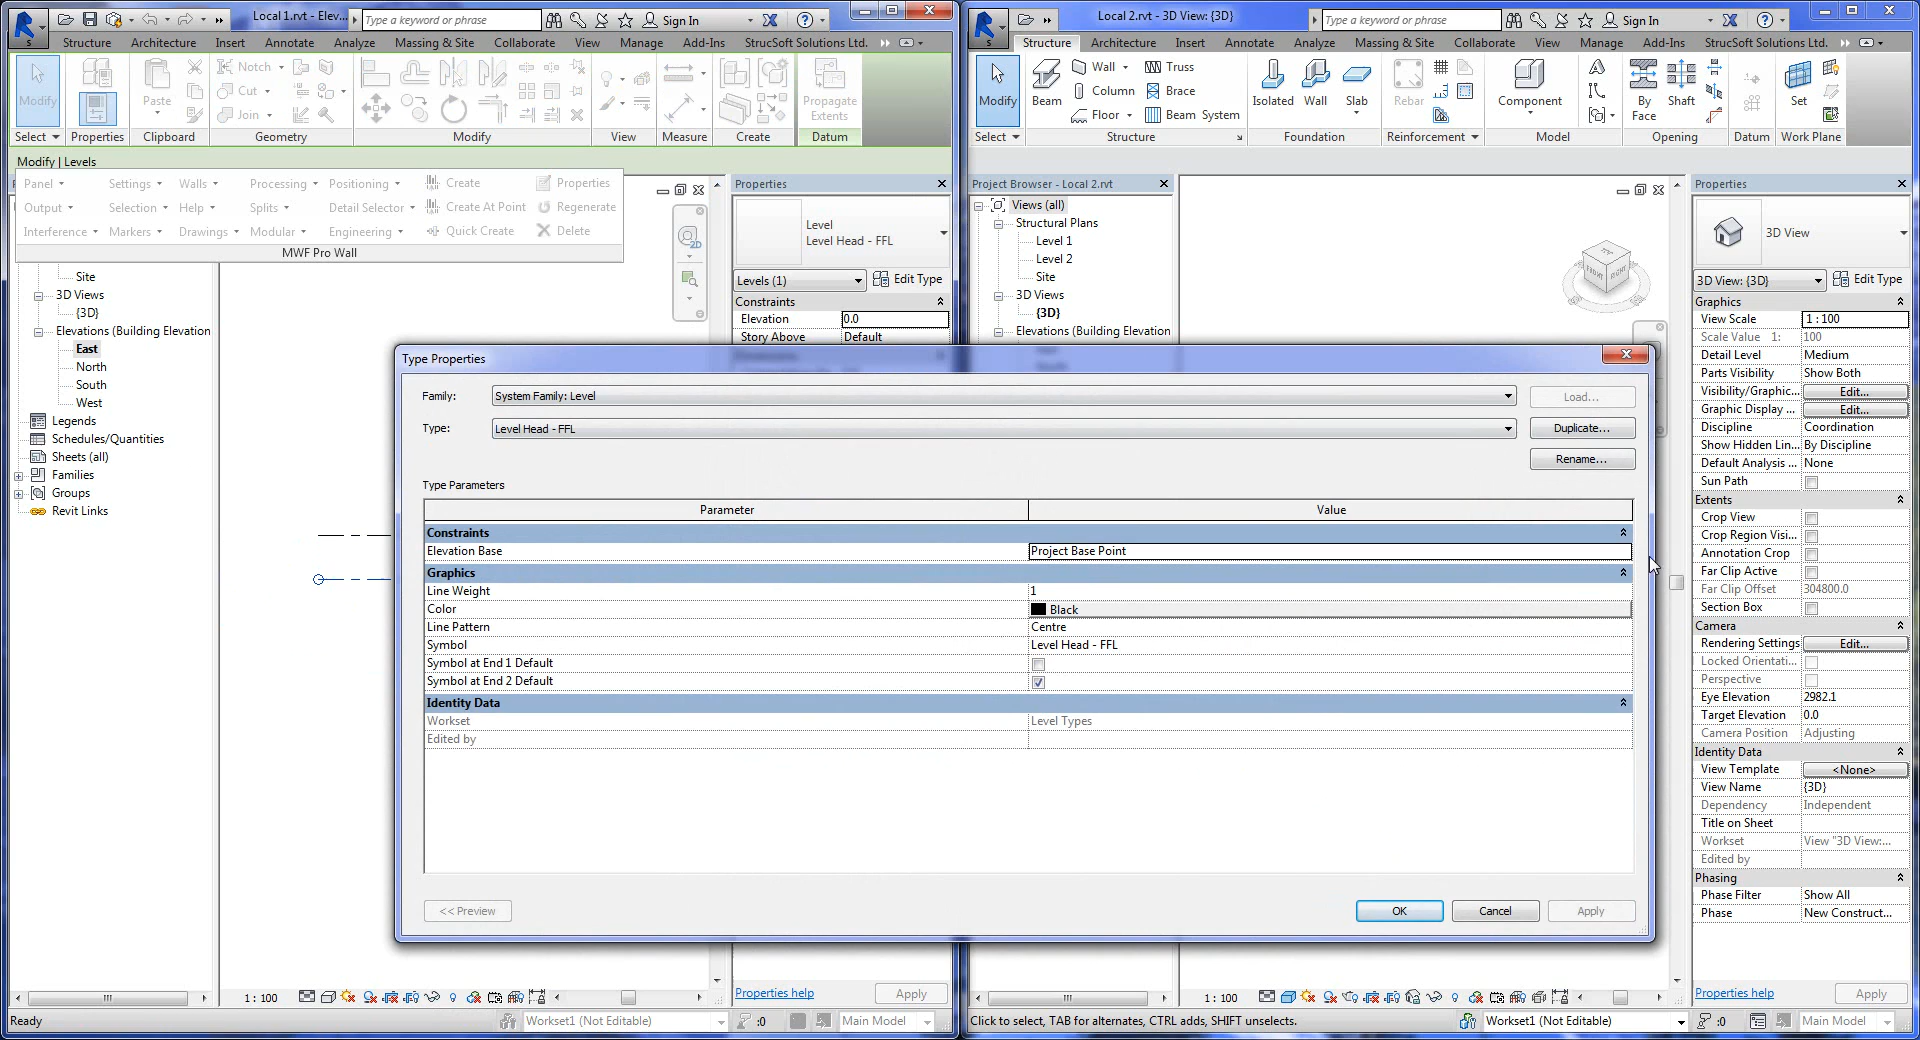 Local 1.rvt - Elev...
Type a keyword or phrase
Sign In
Structure Architecture Insert Annotate Analyze Massing & Site Collaborate View Manage Add-Ins StrucSoft Solutions Ltd.
Modify
Properties
Paste
Notch
Cut
Join
Propagate Extents
Select Properties Clipboard Geometry Modify View Measure Create Datum
Modify | Levels
Panel Settings Walls Processing Positioning Create Properties
Output Selection Help Splits Detail Selector Create At Point Regenerate
Interference Markers Drawings Modular Engineering Quick Create Delete
MWF Pro Wall
Site
3D Views
{3D}
Elevations (Building Elevation
East
North
South
West
Legends
Schedules/Quantities
Sheets (all)
Families
Groups
Revit Links
2D
Properties
Level
Level Head - FFL
Levels (1)
Edit Type
Constraints
Elevation 0.0
Story Above Default
Properties help
Apply
1 : 100
Ready
Workset1 (Not Editable)
:0
Main Model
Local 2.rvt - 3D View: {3D}
Type a keyword or phrase
Sign In
Structure Architecture Insert Annotate Analyze Massing & Site Collaborate View Manage Add-Ins StrucSoft Solutions Ltd.
Modify
Beam
Wall
Column
Floor
Truss
Brace
Beam System
Isolated
Wall
Slab
Rebar
Component
By Face
Shaft
Set
Select Structure Foundation Reinforcement Model Opening Datum Work Plane
Project Browser - Local 2.rvt
Views (all)
Structural Plans
Level 1
Level 2
Site
3D Views
{3D}
Elevations (Building Elevation
FRONT
RIGHT
Properties
3D View
3D View: {3D}
Edit Type
Graphics
View Scale 1 : 100
Scale Value 1: 100
Detail Level Medium
Parts Visibility Show Both
Visibility/Graphic... Edit...
Graphic Display ... Edit...
Discipline Coordination
Show Hidden Lin... By Discipline
Default Analysis ... None
Sun Path
Extents
Crop View
Crop Region Visi...
Annotation Crop
Far Clip Active
Far Clip Offset 304800.0
Section Box
Camera
Rendering Settings Edit...
Locked Orientati...
Perspective
Eye Elevation 2982.1
Target Elevation 0.0
Camera Position Adjusting
Identity Data
View Template <None>
View Name {3D}
Dependency Independent
Title on Sheet
Workset View "3D View:...
Edited by
Phasing
Phase Filter Show All
Phase New Construct...
Properties help
Apply
1 : 100
Click to select, TAB for alternates, CTRL adds, SHIFT unselects.
Workset1 (Not Editable)
:0
Main Model
Type Properties
Family: System Family: Level Load...
Type: Level Head - FFL Duplicate...
Rename...
Type Parameters
Parameter Value
Constraints
Elevation Base Project Base Point
Graphics
Line Weight 1
Color Black
Line Pattern Centre
Symbol Level Head - FFL
Symbol at End 1 Default
Symbol at End 2 Default
Identity Data
Workset Level Types
Edited by
<< Preview
OK
Cancel
Apply